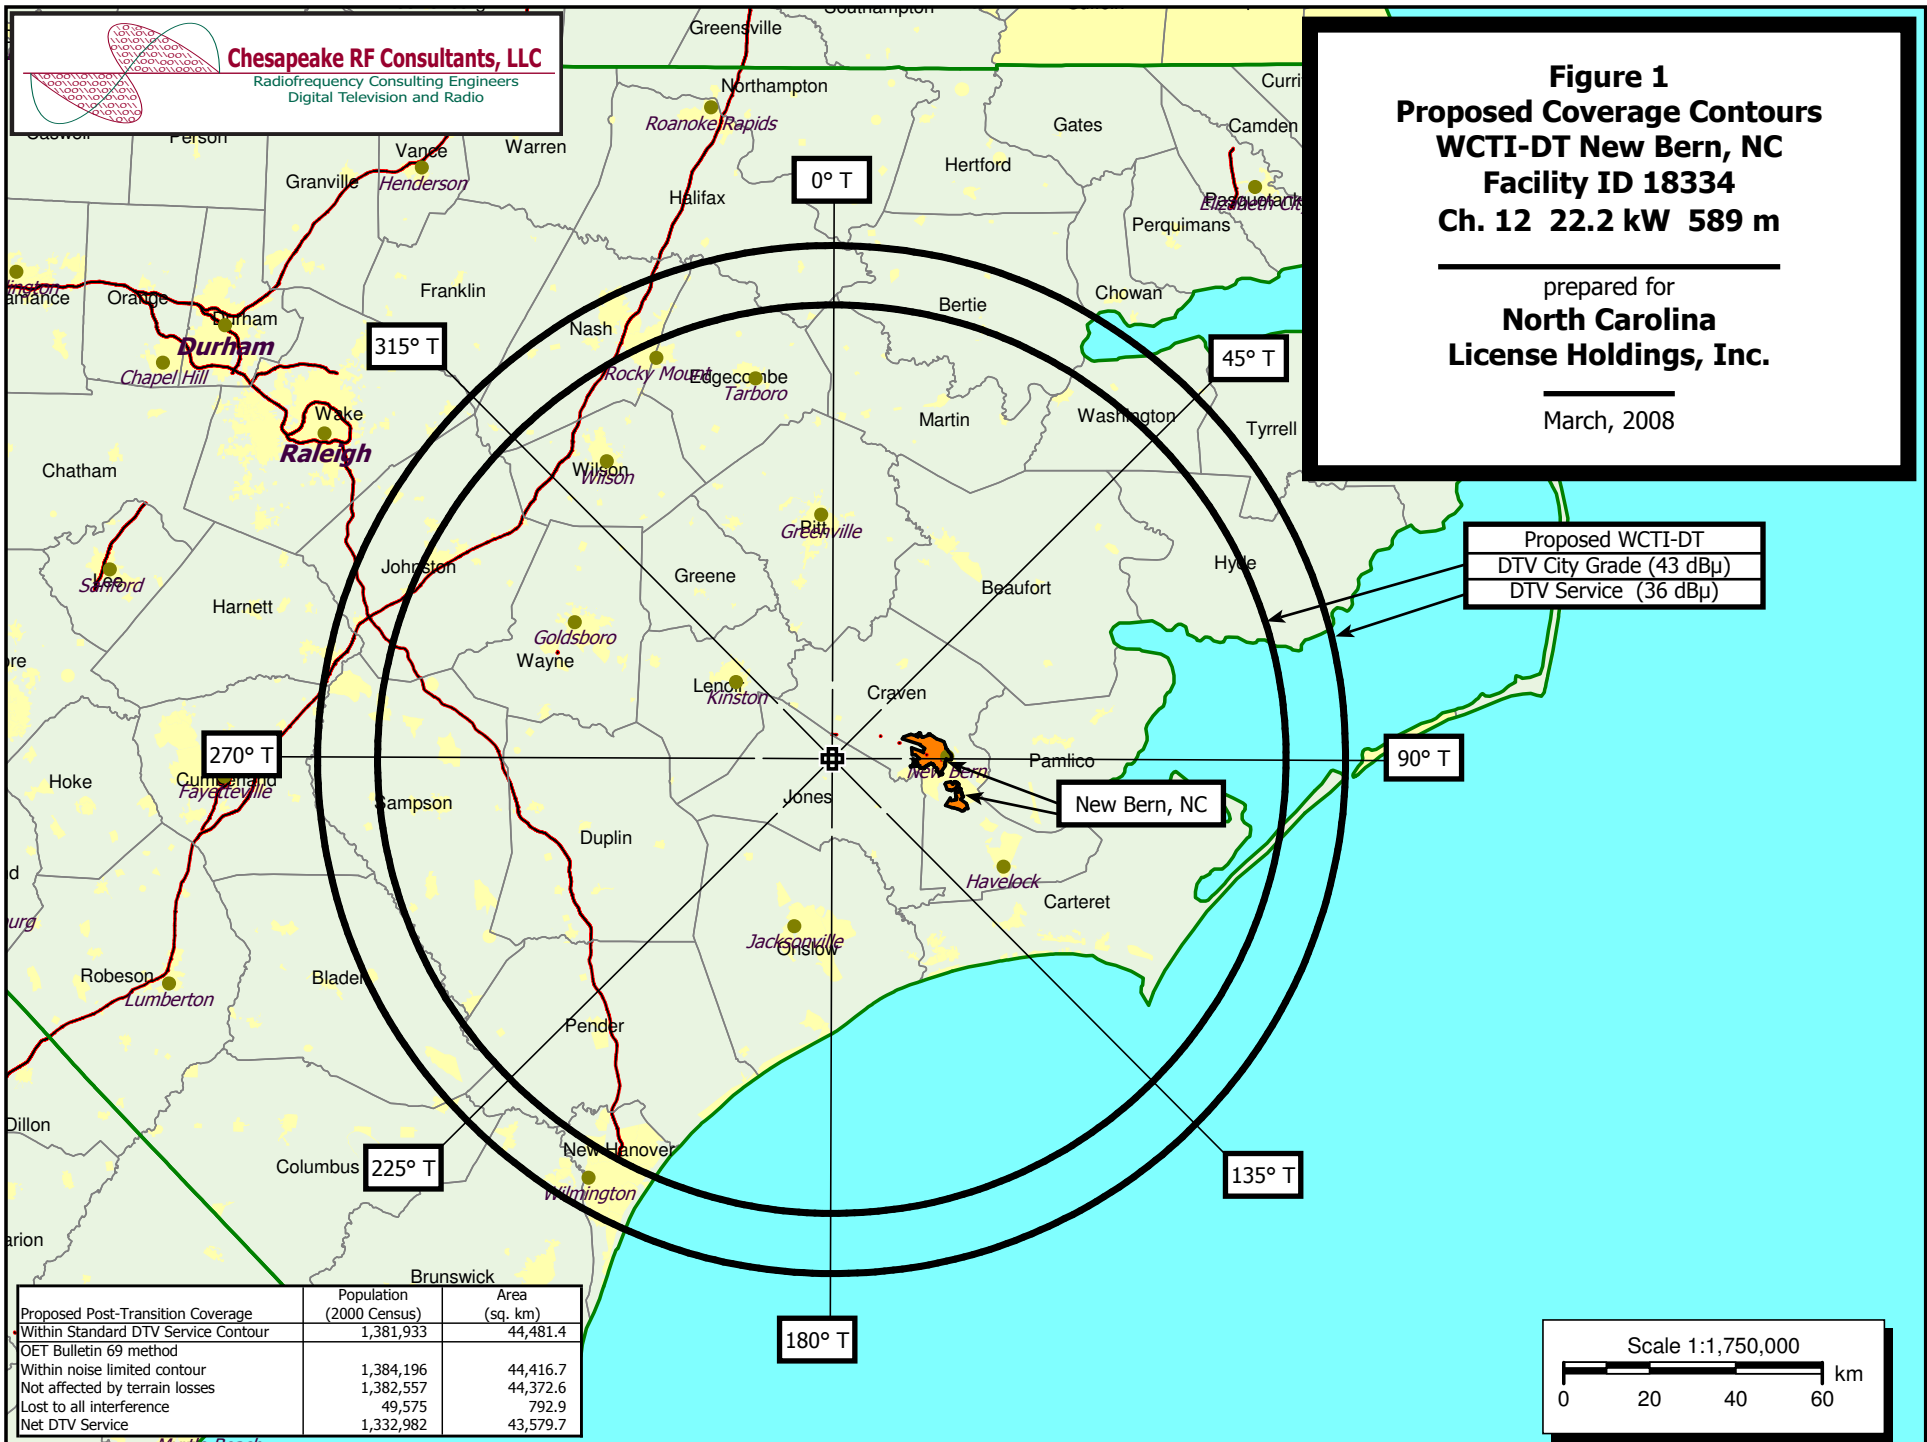 Chesapeake RF Consultants, LLC
Radiofrequency Consulting Engineers
Digital Television and Radio
Figure 1
Proposed Coverage Contours
WCTI-DT New Bern, NC
Facility ID 18334
Ch. 12 22.2 kW 589 m
prepared for
North Carolina
License Holdings, Inc.
March, 2008
Greensville
Northampton
Roanoke Rapids
Gates
Camden
Hertford
Person
Vance
Warren
Granville
Henderson
Halifax
Perquimans
0° T
Franklin
Bertie
Chowan
Orange
Durham
Durham
Chapel Hill
Nash
315° T
45° T
Rocky Mount
Edgecombe
Tarboro
Wake
Raleigh
Martin
Washington
Tyrrell
Chatham
Wilson
Wilson
Pitt
Greenville
Proposed WCTI-DT
DTV City Grade (43 dBµ)
DTV Service (36 dBµ)
Johnston
Greene
Hyde
Beaufort
Lee
Sanford
Harnett
Goldsboro
Wayne
Lenoir
Kinston
Craven
270° T
90° T
Hoke
Cumberland
Fayetteville
New Bern
Pamlico
Sampson
Jones
New Bern, NC
Duplin
Havelock
Carteret
Jacksonville
Onslow
Robeson
Lumberton
Bladen
Pender
Dillon
Columbus
225° T
New Hanover
Wilmington
135° T
Brunswick
180° T
Proposed Post-Transition Coverage Population (2000 Census) Area (sq. km)
Within Standard DTV Service Contour 1,381,933 44,481.4
OET Bulletin 69 method
Within noise limited contour 1,384,196 44,416.7
Not affected by terrain losses 1,382,557 44,372.6
Lost to all interference 49,575 792.9
Net DTV Service 1,332,982 43,579.7
Scale 1:1,750,000
km
0 20 40 60